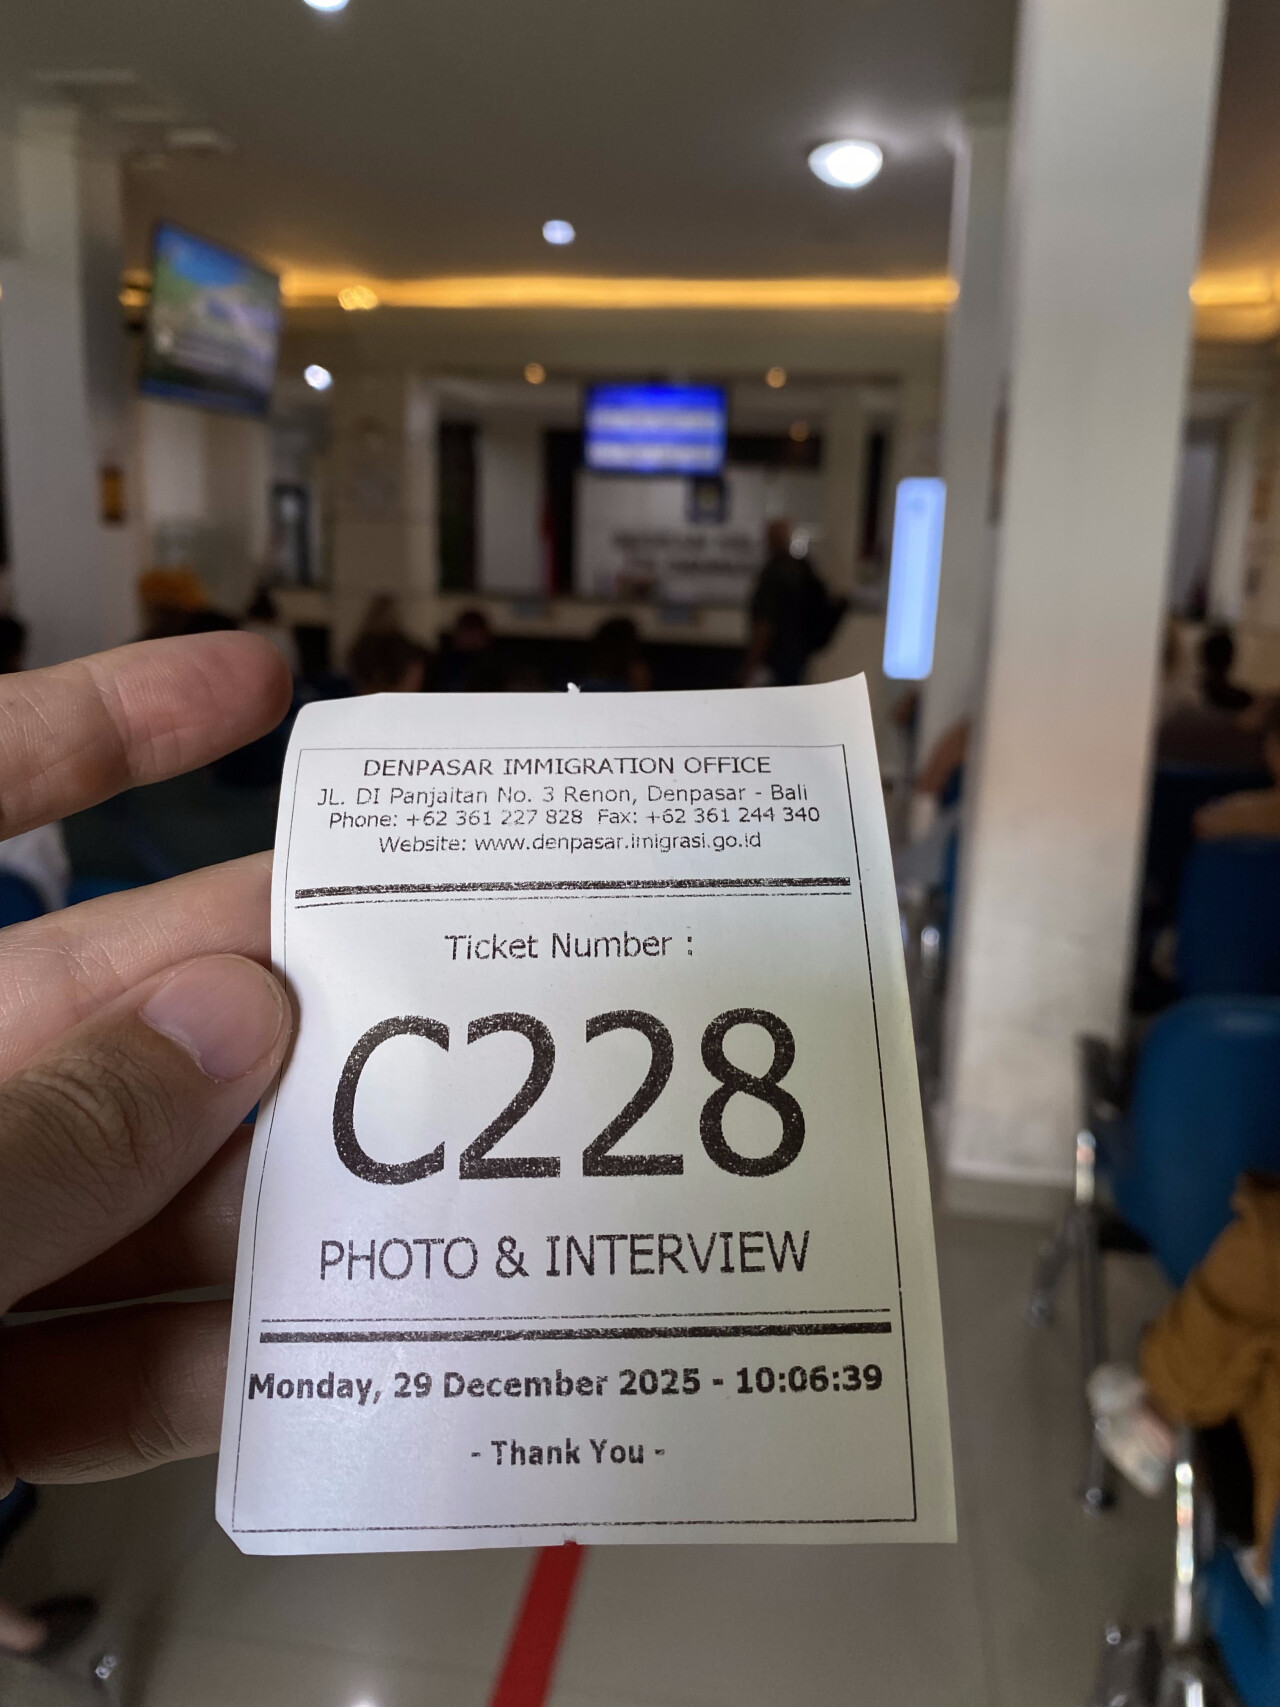 DENPASAR IMMIGRATION OFFICE
JL. DI Panjaitan No. 3 Renon, Denpasar - Bali
Phone: +62 361 227 828 Fax: +62 361 244 340
Website: www.denpasar.imigrasi.go.id
Ticket Number :
C228
PHOTO & INTERVIEW
Monday, 29 December 2025 - 10:06:39
- Thank You -